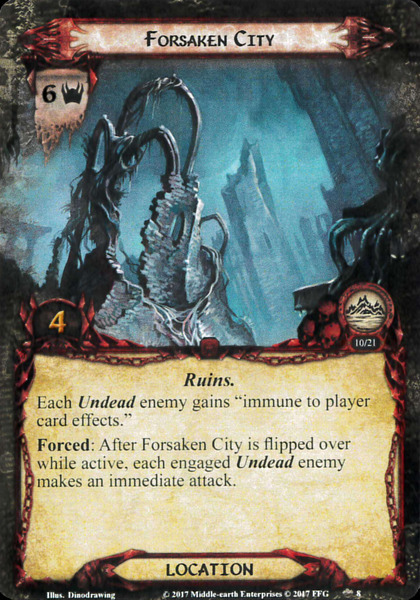 Forsaken City
6
4
10/21
Ruins.
Each Undead enemy gains “immune to player
card effects.”
Forced: After Forsaken City is flipped over
while active, each engaged Undead enemy
makes an immediate attack.
LOCATION
Illus. Dinodrawing © 2017 Middle-earth Enterprises © 2017 FFG 8